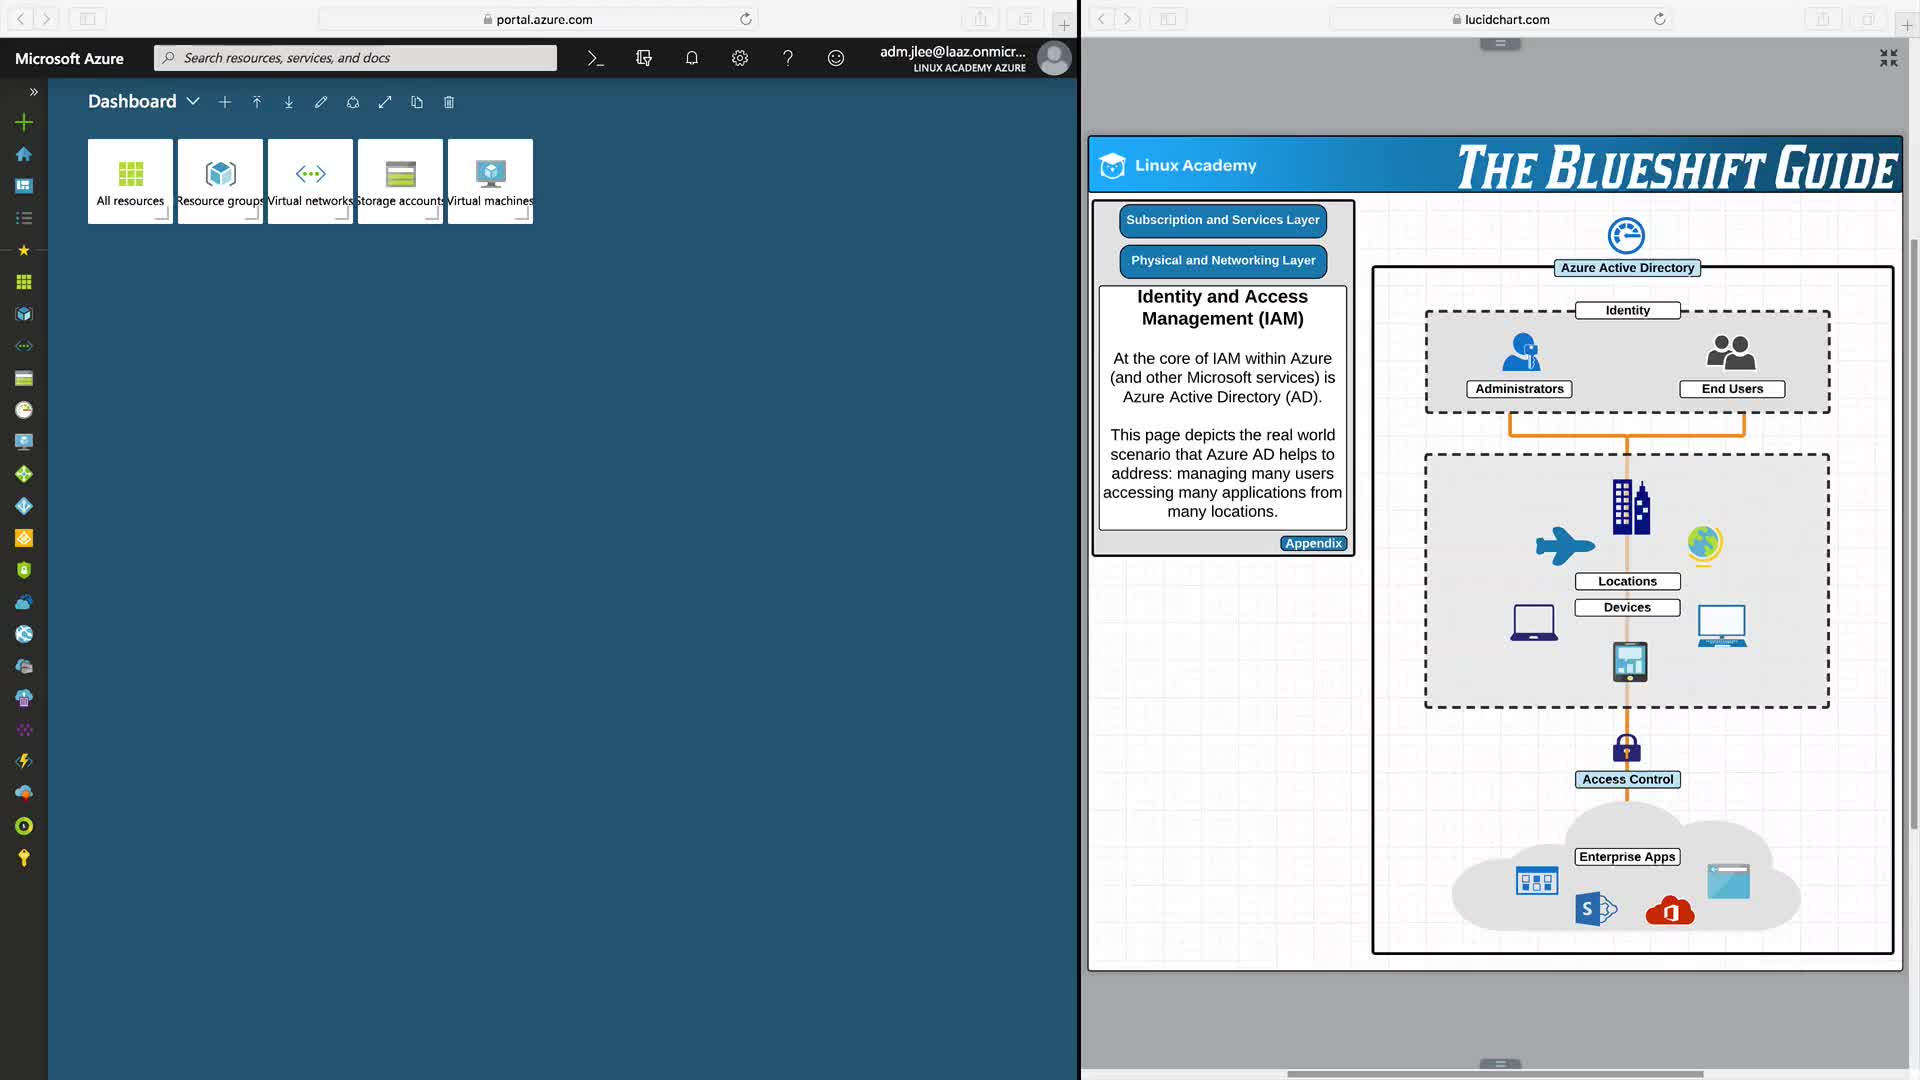 portal.azure.com
lucidchart.com
Microsoft Azure
Search resources, services, and docs
adm.jlee@laaz.onmicr...
LINUX ACADEMY AZURE
Dashboard
All resources
Resource groups
Virtual networks
Storage accounts
Virtual machines
Linux Academy
THE BLUESHIFT GUIDE
Subscription and Services Layer
Physical and Networking Layer
Identity and Access
Management (IAM)
At the core of IAM within Azure
(and other Microsoft services) is
Azure Active Directory (AD).
This page depicts the real world
scenario that Azure AD helps to
address: managing many users
accessing many applications from
many locations.
Appendix
Azure Active Directory
Identity
Administrators
End Users
Locations
Devices
Access Control
Enterprise Apps
S